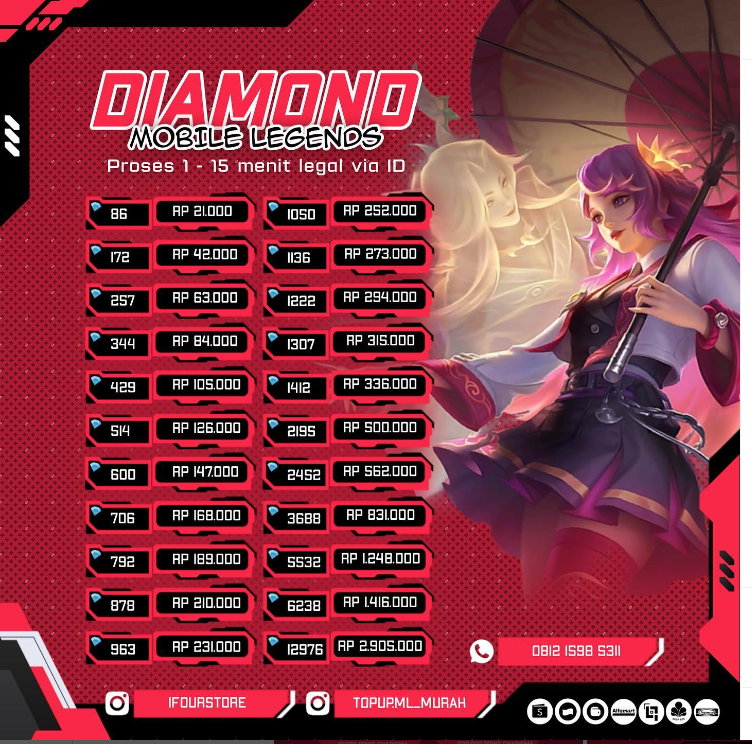 DIAMOND
MOBILE LEGENDS
Proses 1 - 15 menit legal via ID
86 RP 21.000
172 RP 42.000
257 RP 63.000
344 RP 84.000
429 RP 105.000
514 RP 126.000
600 RP 147.000
706 RP 168.000
792 RP 189.000
878 RP 210.000
963 RP 231.000
1050 RP 252.000
1136 RP 273.000
1222 RP 294.000
1307 RP 315.000
1412 RP 336.000
2195 RP 500.000
2452 RP 562.000
3688 RP 831.000
5532 RP 1.248.000
6238 RP 1.416.000
12976 RP 2.905.000
0812 1598 5311
IFOURSTORE
TOPUP.ML_MURAH
Alfamart